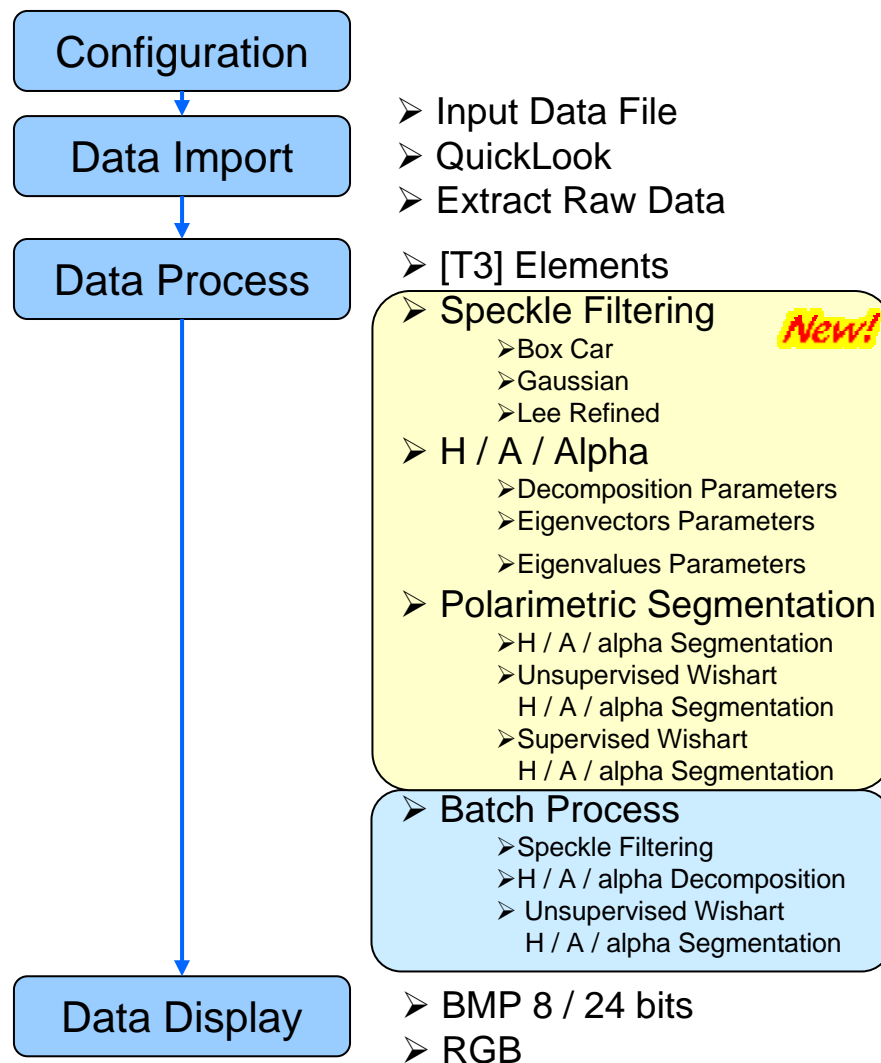 Configuration
Data Import
➢ Input Data File
➢ QuickLook
➢ Extract Raw Data
Data Process
➢ [T3] Elements
➢ Speckle Filtering
New!
➢Box Car
➢Gaussian
➢Lee Refined
➢ H / A / Alpha
➢Decomposition Parameters
➢Eigenvectors Parameters
➢Eigenvalues Parameters
➢ Polarimetric Segmentation
➢H / A / alpha Segmentation
➢Unsupervised Wishart
H / A / alpha Segmentation
➢Supervised Wishart
H / A / alpha Segmentation
➢ Batch Process
➢Speckle Filtering
➢H / A / alpha Decomposition
➢ Unsupervised Wishart
H / A / alpha Segmentation
Data Display
➢ BMP 8 / 24 bits
➢ RGB